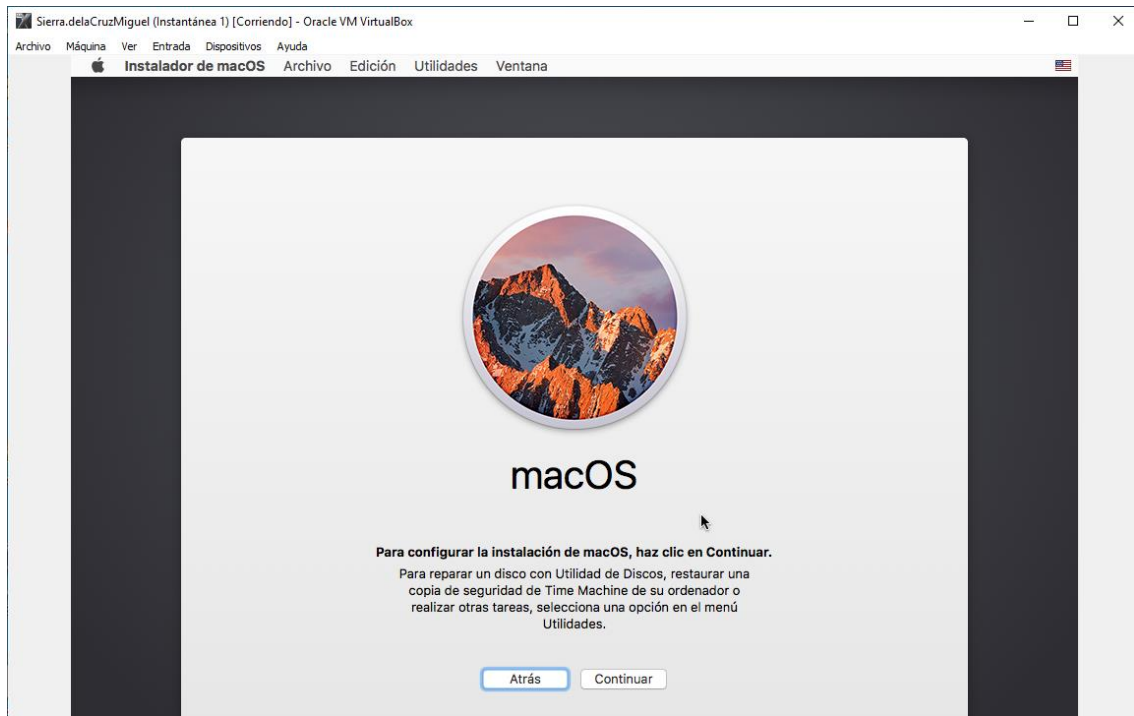 Sierra.delaCruzMiguel (Instantánea 1) [Corriendo] - Oracle VM VirtualBox
Archivo Máquina Ver Entrada Dispositivos Ayuda
Instalador de macOS Archivo Edición Utilidades Ventana
macOS
Para configurar la instalación de macOS, haz clic en Continuar.
Para reparar un disco con Utilidad de Discos, restaurar una
copia de seguridad de Time Machine de su ordenador o
realizar otras tareas, selecciona una opción en el menú
Utilidades.
Atrás Continuar